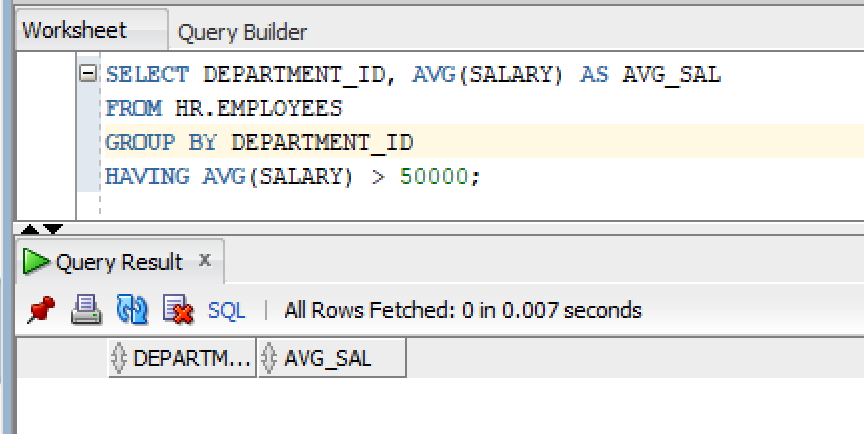 Worksheet Query Builder
SELECT DEPARTMENT_ID, AVG(SALARY) AS AVG_SAL
FROM HR.EMPLOYEES
GROUP BY DEPARTMENT_ID
HAVING AVG(SALARY) > 50000;
Query Result x
SQL | All Rows Fetched: 0 in 0.007 seconds
DEPARTM... AVG_SAL